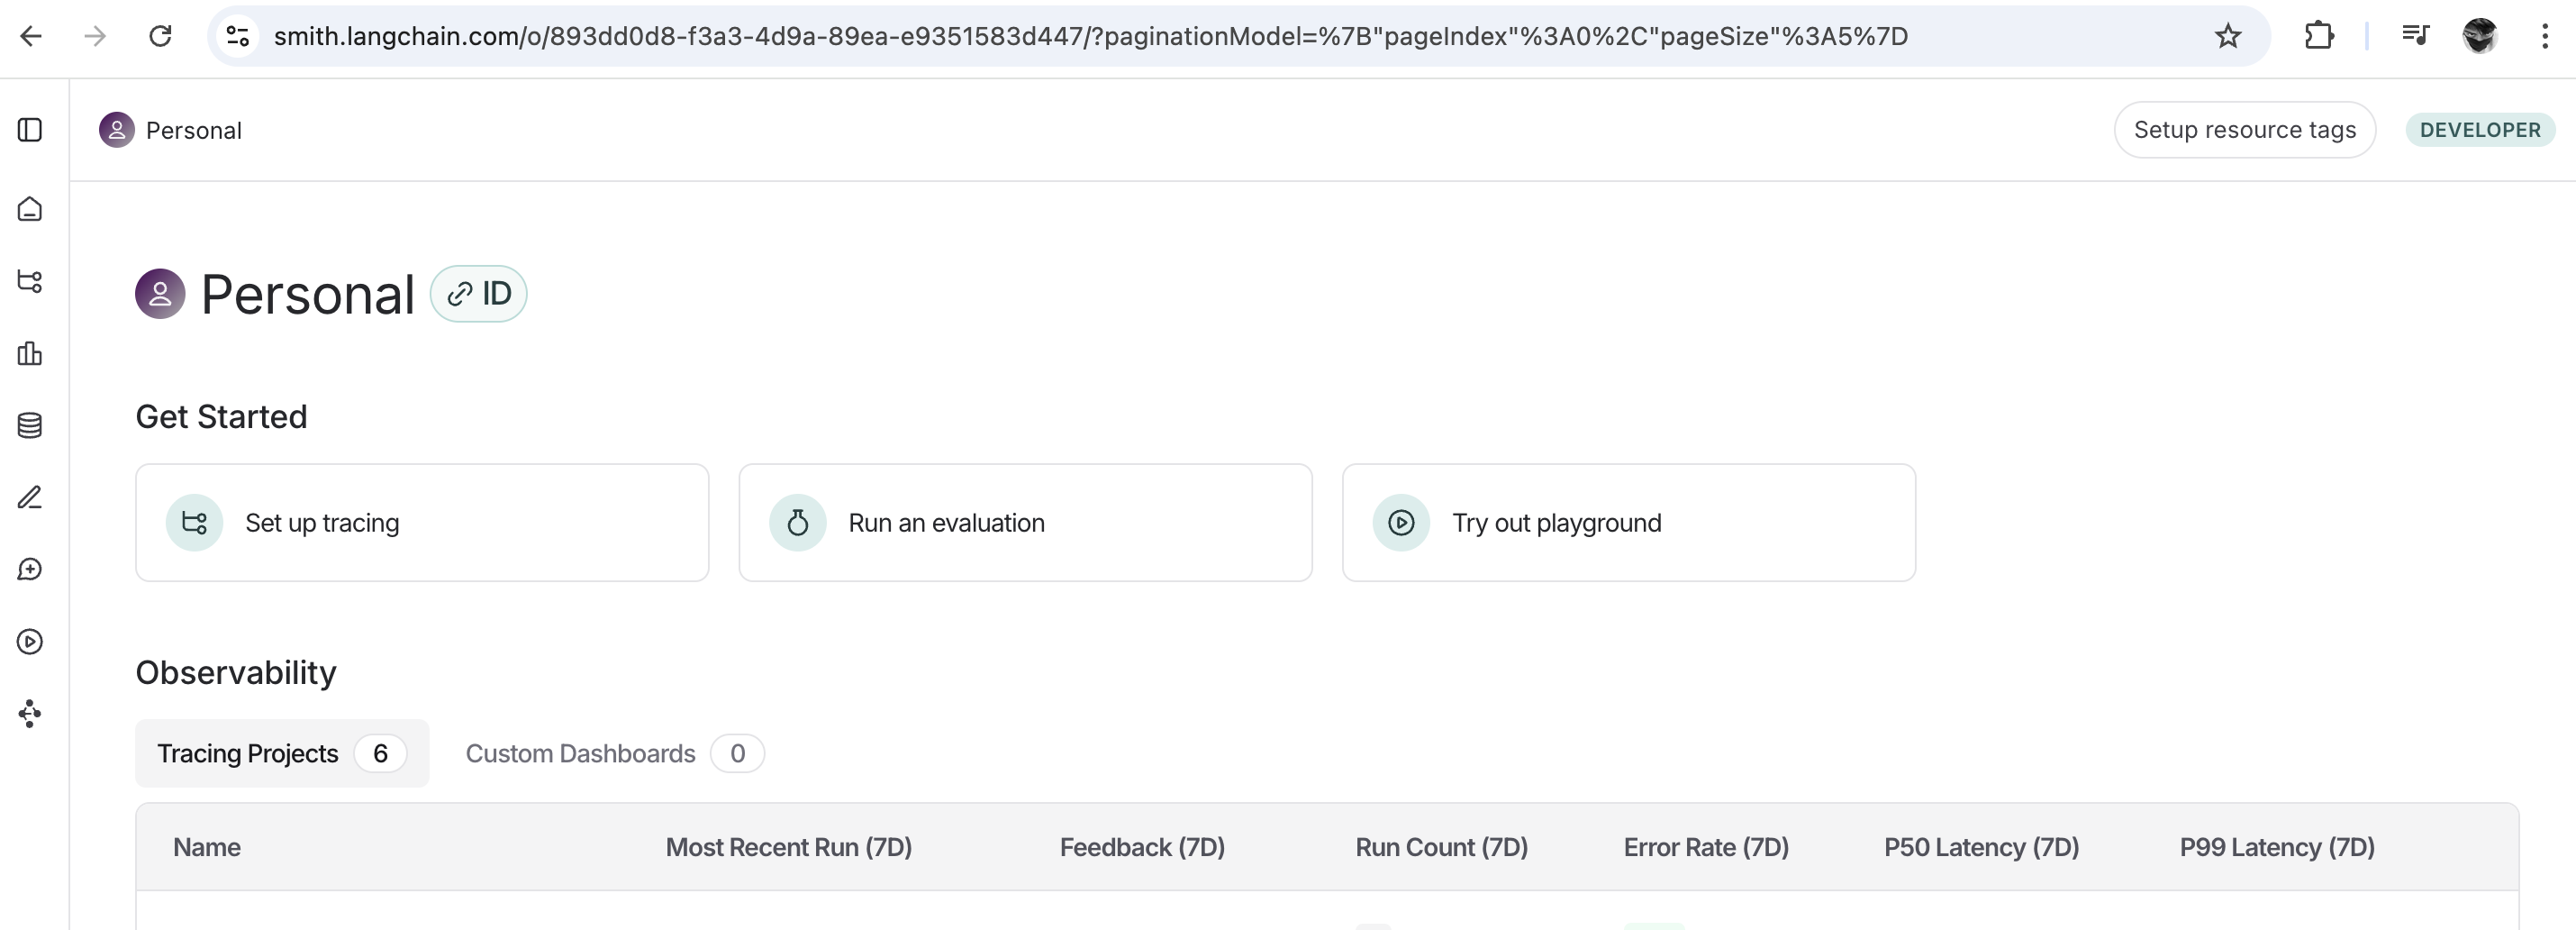 smith.langchain.com/o/893dd0d8-f3a3-4d9a-89ea-e9351583d447/?paginationModel=%7B"pageIndex"%3A0%2C"pageSize"%3A5%7D
Personal Setup resource tags DEVELOPER
Personal ID
Get Started
Set up tracing Run an evaluation Try out playground
Observability
Tracing Projects 6 Custom Dashboards 0
Name Most Recent Run (7D) Feedback (7D) Run Count (7D) Error Rate (7D) P50 Latency (7D) P99 Latency (7D)